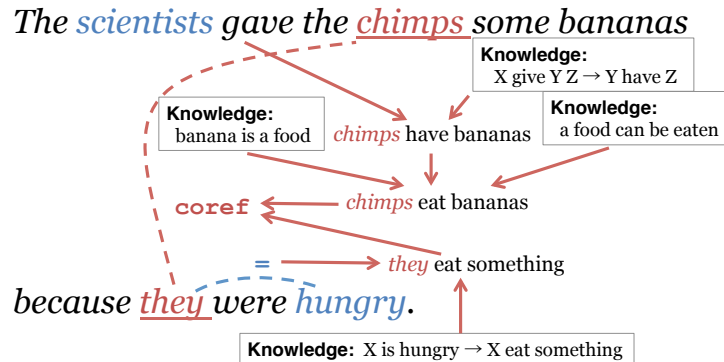 The scientists gave the chimps some bananas
Knowledge:
X give Y Z → Y have Z
Knowledge:
banana is a food
Knowledge:
a food can be eaten
chimps have bananas
coref
chimps eat bananas
=
they eat something
because they were hungry.
Knowledge: X is hungry → X eat something